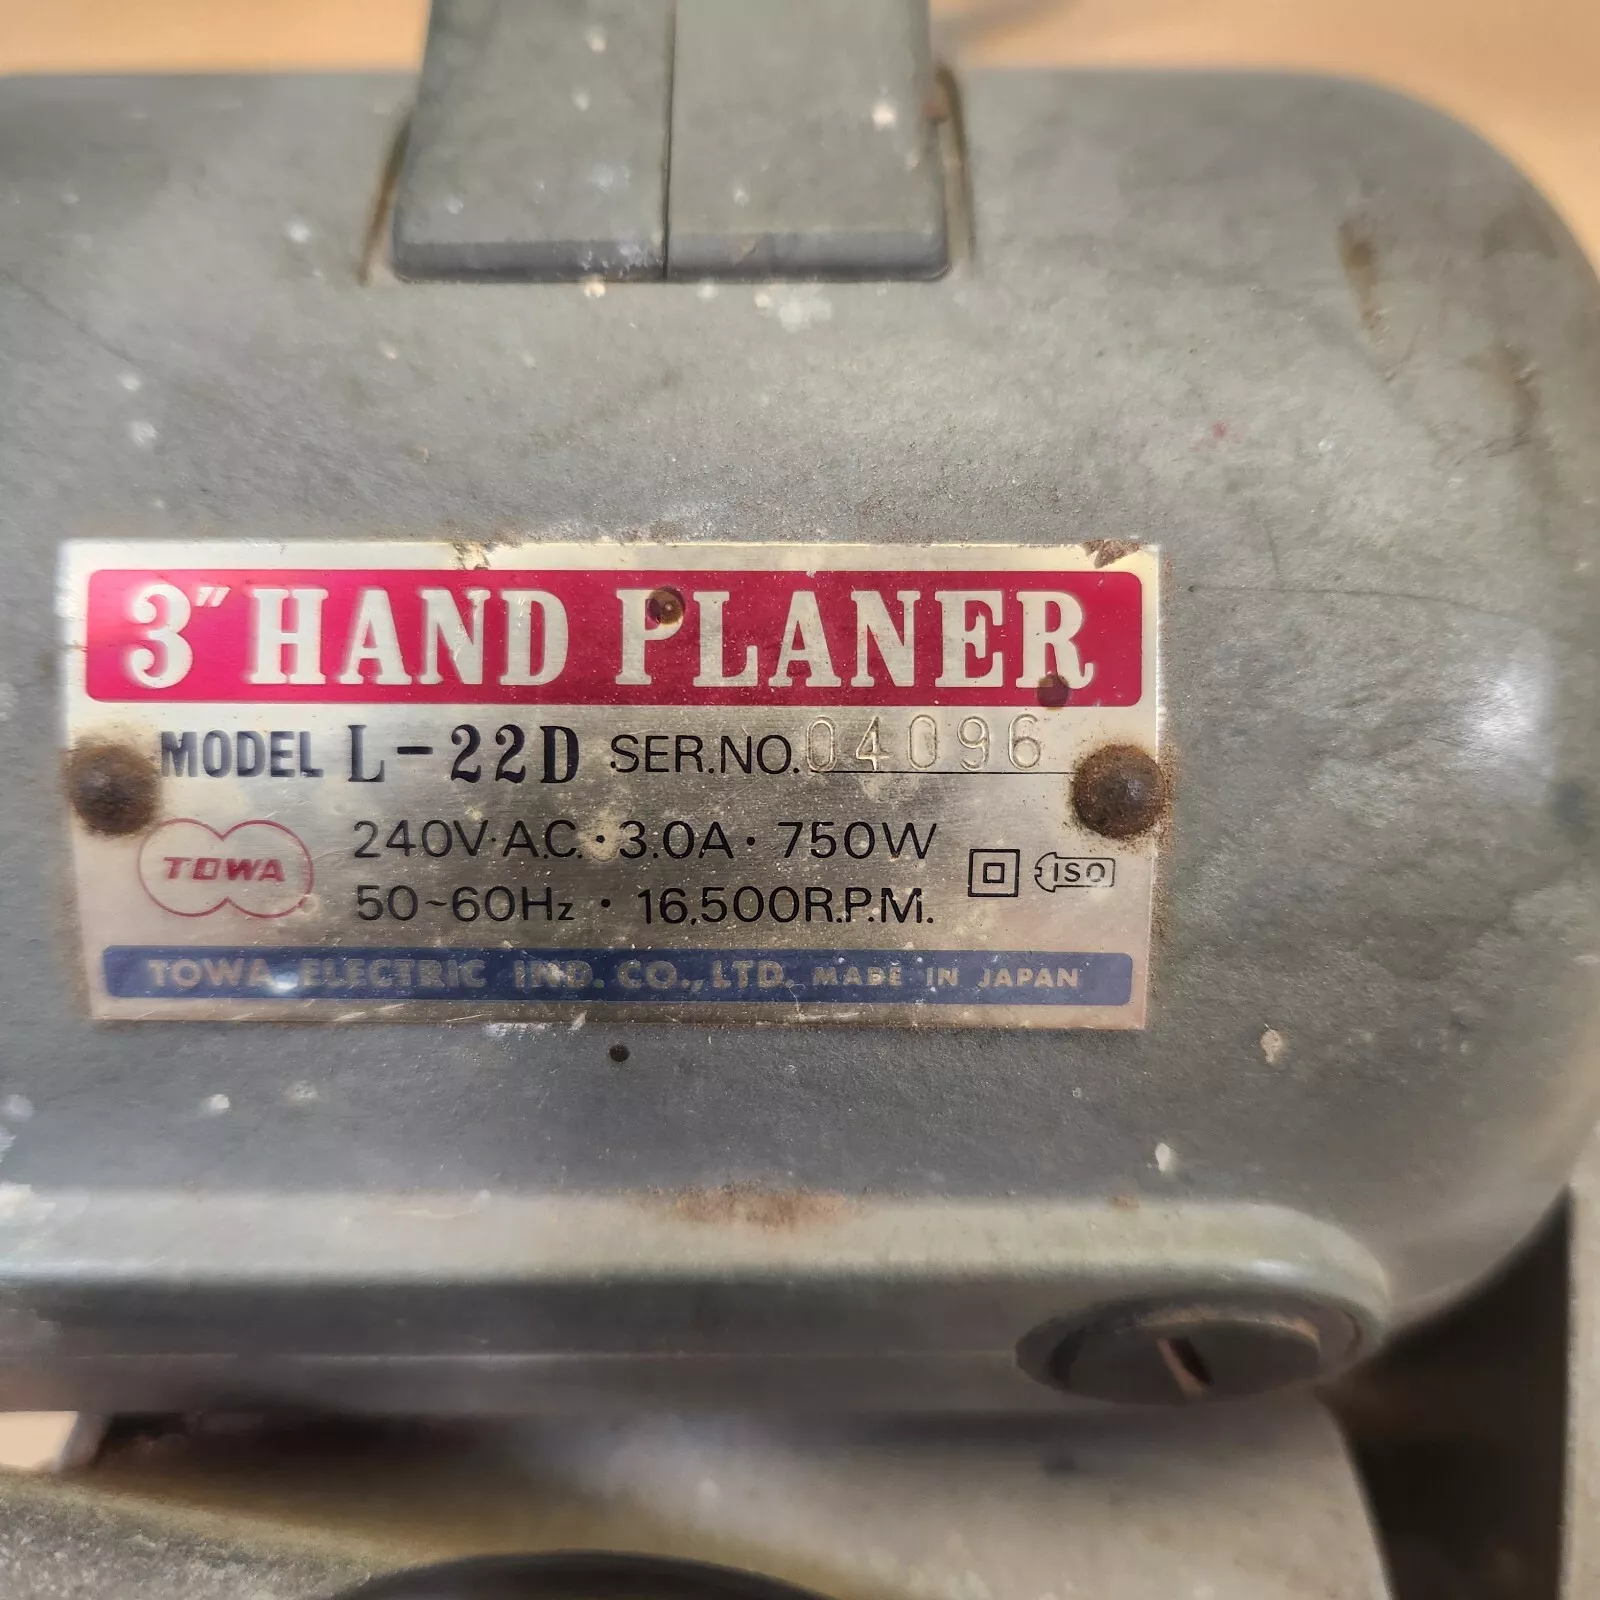 3" HAND PLANER
MODEL L-22D SER.NO. 04096
TOWA
240V·A.C.·3.0A·750W
50~60Hz·16,500R.P.M.
ISO
TOWA ELECTRIC IND. CO., LTD. MADE IN JAPAN